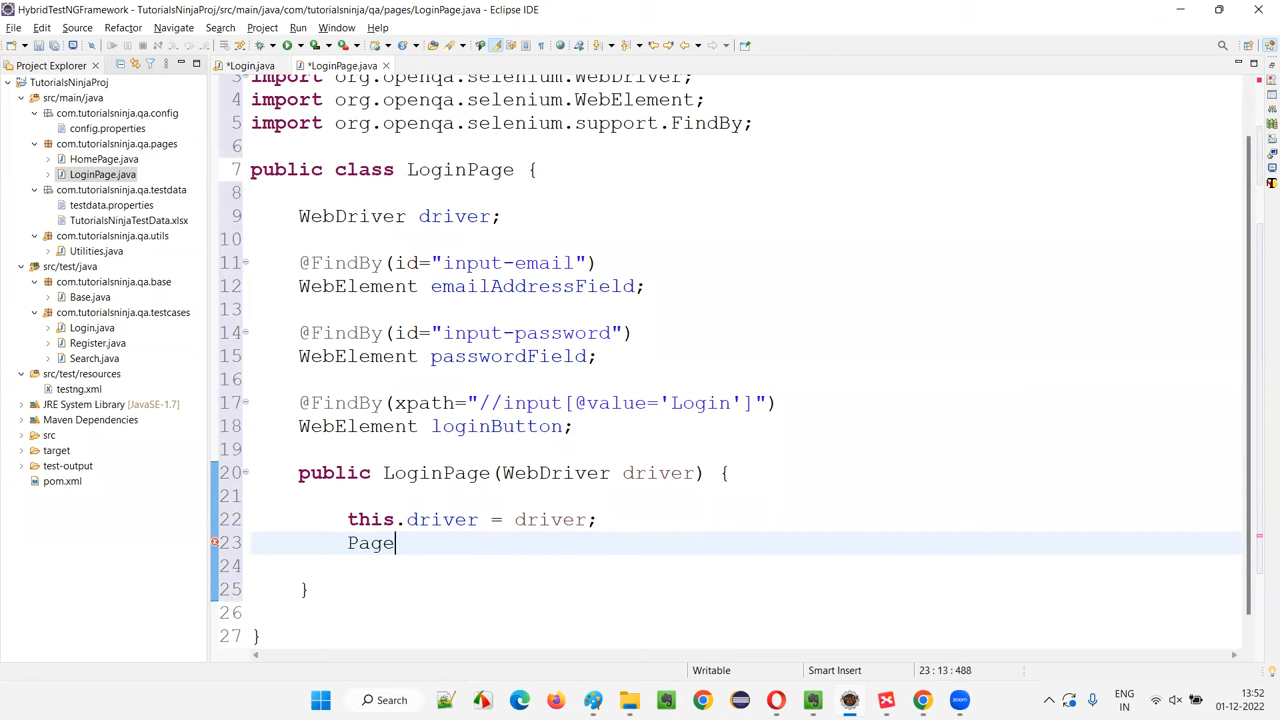 HybridTestNGFramework - TutorialsNinjaProj/src/main/java/com/tutorialsninja/qa/pages/LoginPage.java - Eclipse IDE
File Edit Source Refactor Navigate Search Project Run Window Help
Project Explorer
*Login.java
*LoginPage.java
TutorialsNinjaProj
src/main/java
com.tutorialsninja.qa.config
config.properties
com.tutorialsninja.qa.pages
HomePage.java
LoginPage.java
com.tutorialsninja.qa.testdata
testdata.properties
TutorialsNinjaTestData.xlsx
com.tutorialsninja.qa.utils
Utilities.java
src/test/java
com.tutorialsninja.qa.base
Base.java
com.tutorialsninja.qa.testcases
Login.java
Register.java
Search.java
src/test/resources
testng.xml
JRE System Library [JavaSE-1.7]
Maven Dependencies
src
target
test-output
pom.xml
3 import org.openqa.selenium.WebDriver;
4 import org.openqa.selenium.WebElement;
5 import org.openqa.selenium.support.FindBy;
6
7 public class LoginPage {
8
9 WebDriver driver;
10
11 @FindBy(id="input-email")
12 WebElement emailAddressField;
13
14 @FindBy(id="input-password")
15 WebElement passwordField;
16
17 @FindBy(xpath="//input[@value='Login']")
18 WebElement loginButton;
19
20 public LoginPage(WebDriver driver) {
21
22 this.driver = driver;
23 Page
24
25 }
26
27 }
Writable
Smart Insert
23 : 13 : 488
Search
ENG
IN
13:52
01-12-2022